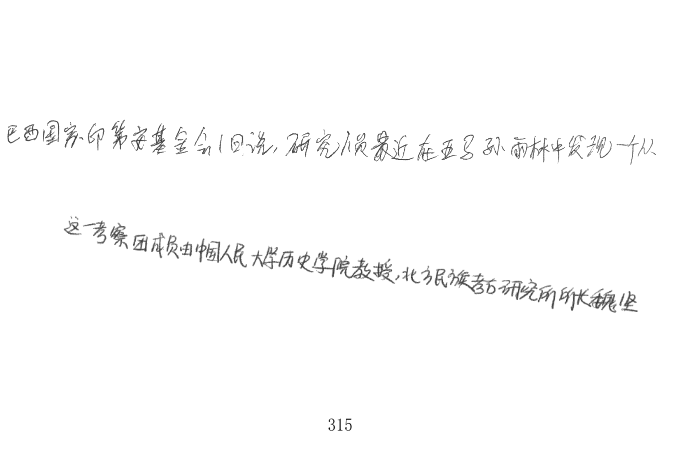 巴西国家印第安基金会1日说,研究人员最近在亚马孙雨林中发现一个从
这一考察团成员由中国人民大学历史学院教授,北方民族考古研究所所长魏坚
315